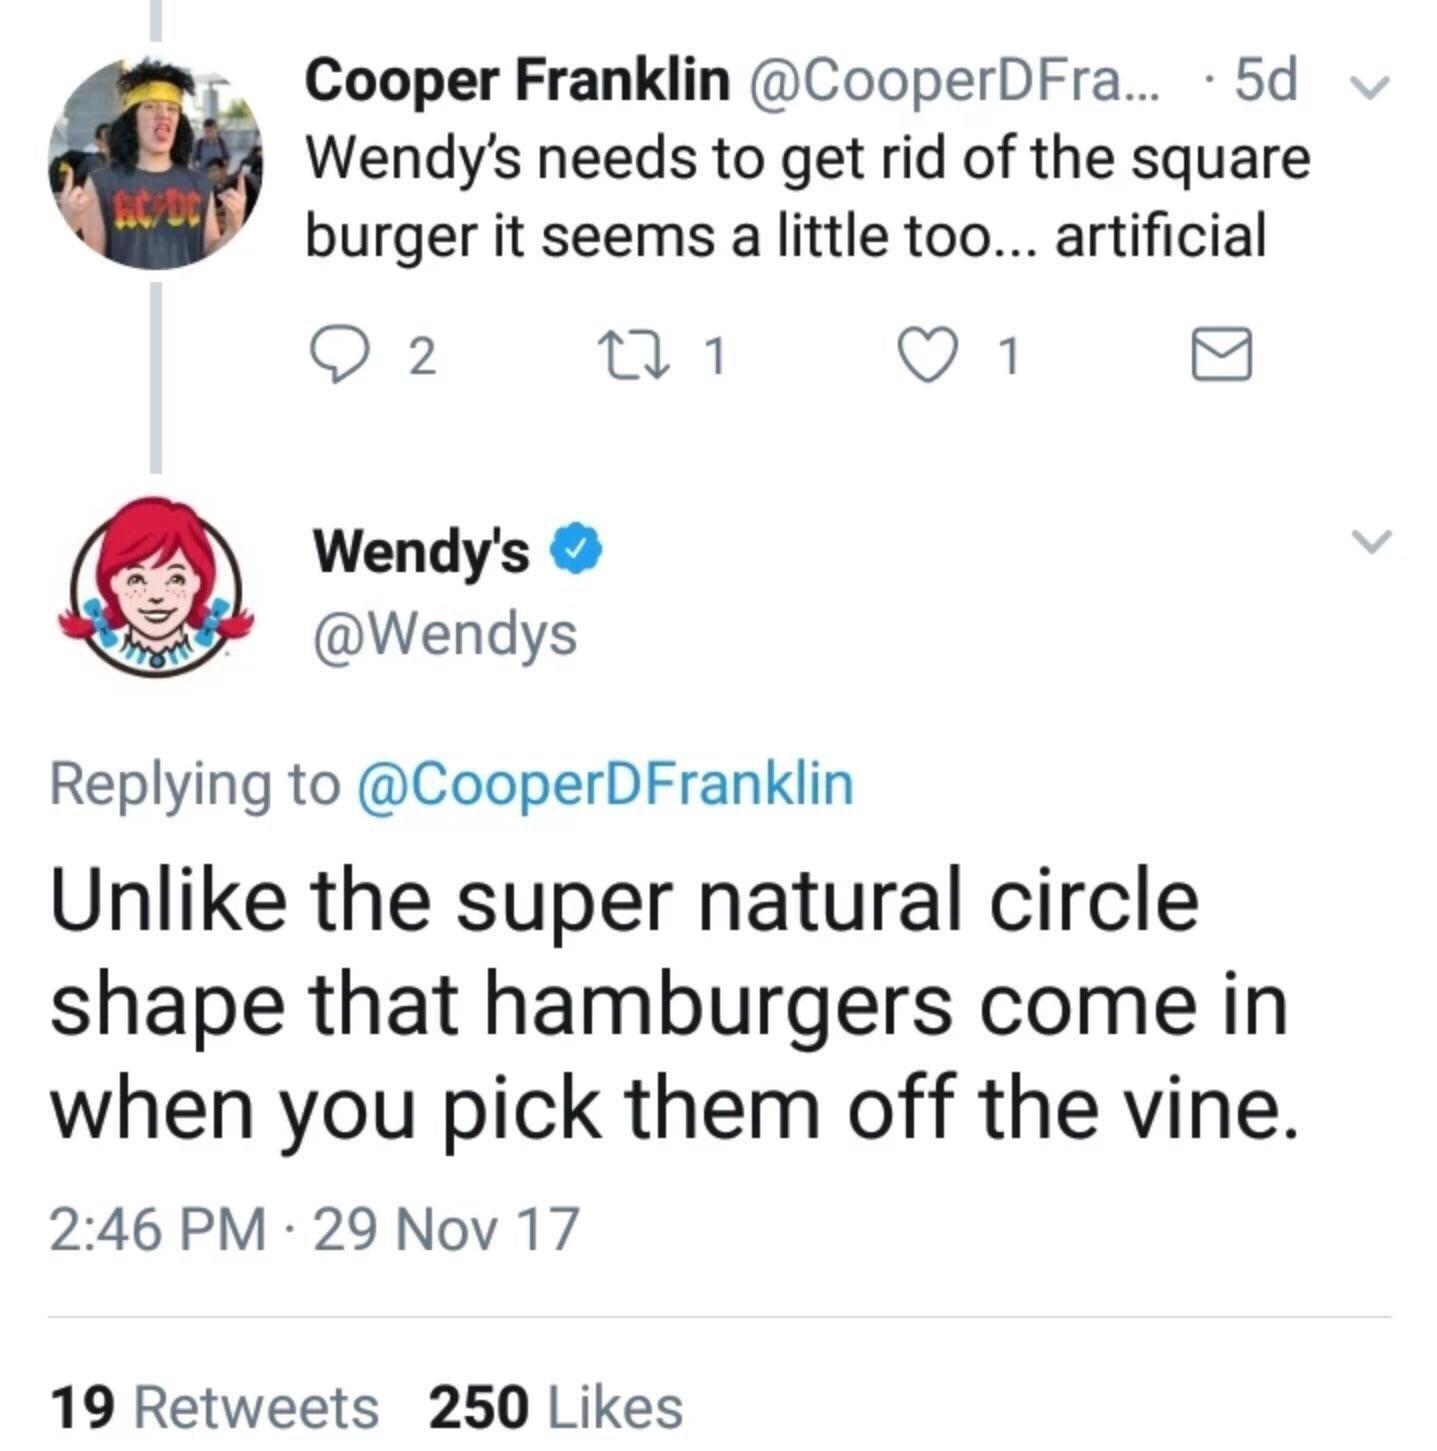 Cooper Franklin @CooperDFra... · 5d
Wendy's needs to get rid of the square
burger it seems a little too... artificial
2 1 1
AC/DC
Wendy's
@Wendys
Replying to @CooperDFranklin
Unlike the super natural circle
shape that hamburgers come in
when you pick them off the vine.
2:46 PM · 29 Nov 17
19 Retweets 250 Likes